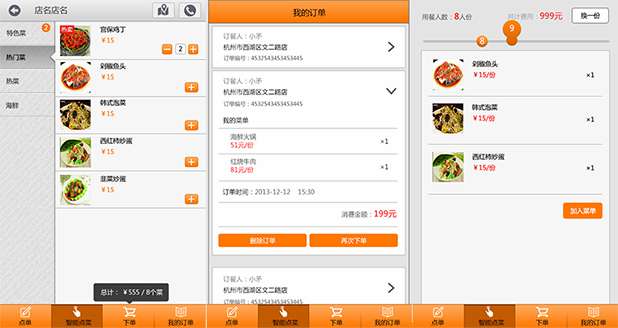 店名店名
特色菜
2
热门菜
热菜
海鲜
热菜
宫保鸡丁
￥15
2
剁椒鱼头
￥15
韩式泡菜
￥15
西红柿炒蛋
￥15
韭菜炒蛋
￥15
总计：￥555 / 8个菜
点单
智能点菜
下单
我的订单
我的订单
订餐人：小矛
杭州市西湖区文二路店
订单编号：4532543453453445
订餐人：小矛
杭州市西湖区文二路店
订单编号：4532543453453445
我的菜单
海鲜火锅
51元/份
×1
红烧牛肉
81元/份
×1
订单时间：2013-12-12 15:30
消费金额：199元
删除订单
再次下单
订餐人：小矛
杭州市西湖区文二路店
订单编号：4532543453453445
点单
智能点菜
下单
我的订单
用餐人数：8人份
共计费用：999元
换一份
8
9
剁椒鱼头
￥15/份
×1
韩式泡菜
￥15/份
×1
西红柿炒蛋
￥15/份
×1
加入菜单
点单
智能点菜
下单
我的订单